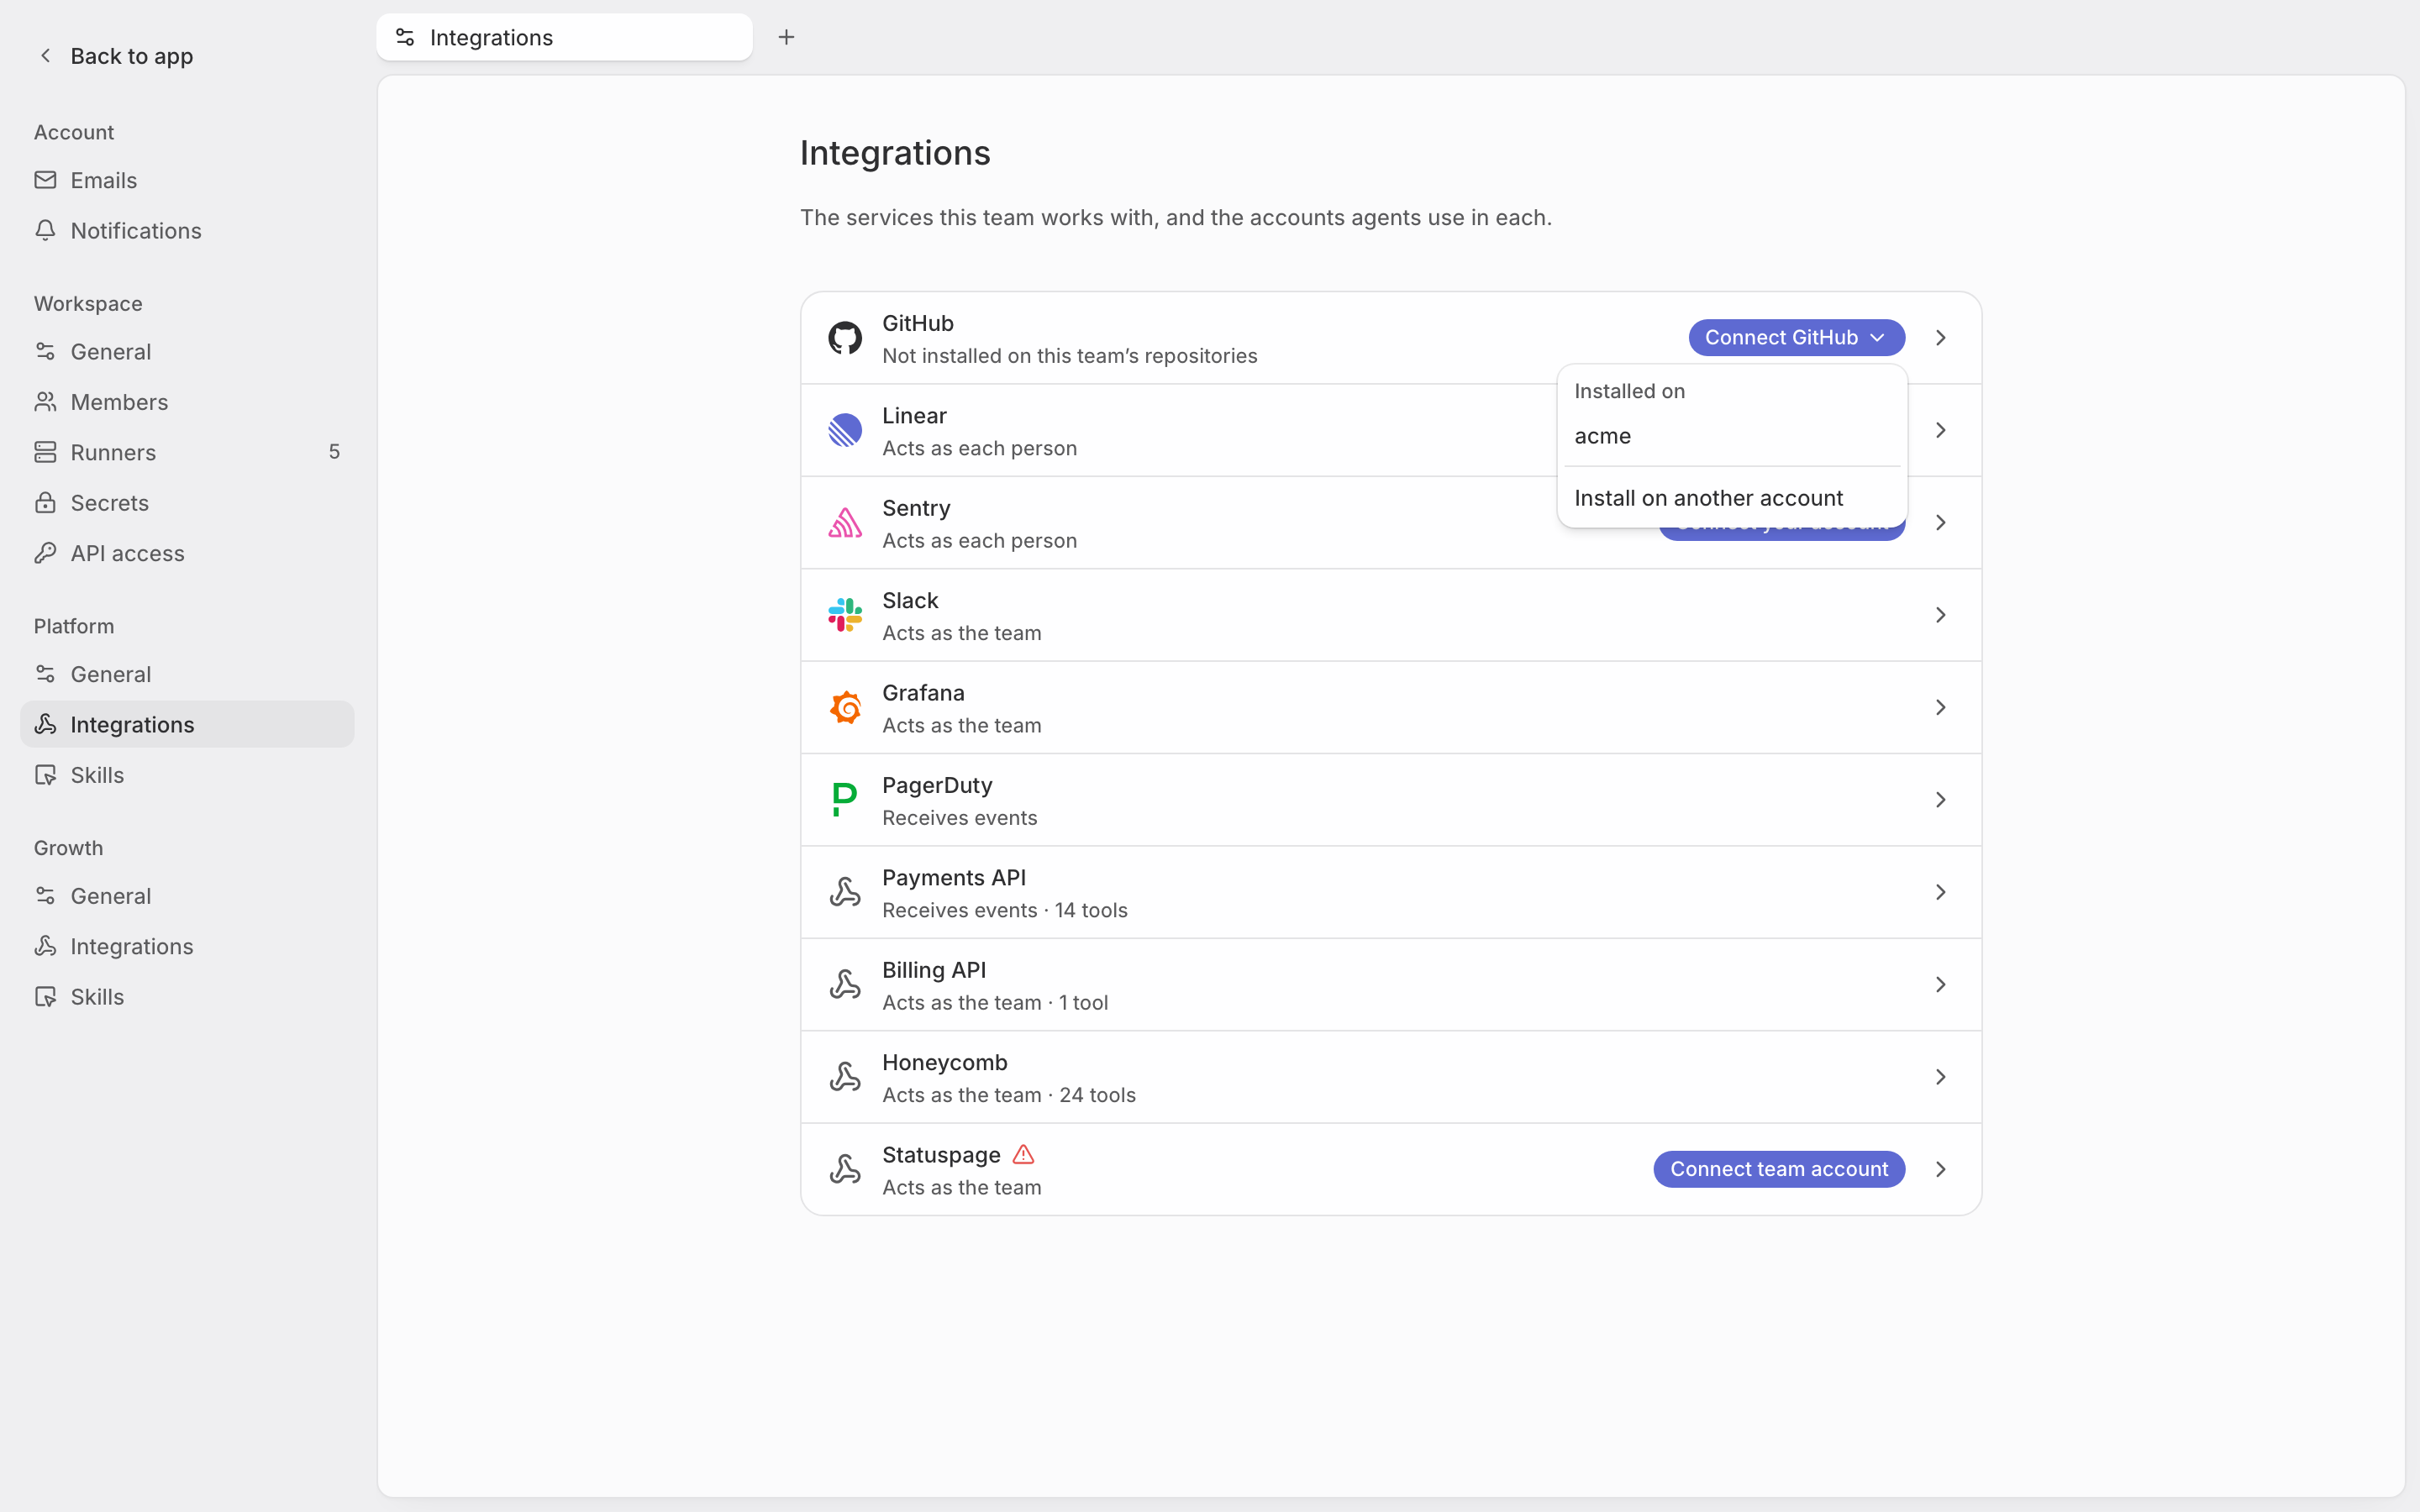 Back to app
Account
Emails
Notifications
Workspace
General
Members
Runners 5
Secrets
API access
Platform
General
Integrations
Skills
Growth
General
Integrations
Skills
Integrations
Integrations
The services this team works with, and the accounts agents use in each.
GitHub
Not installed on this team’s repositories
Connect GitHub
Installed on
acme
Install on another account
Linear
Acts as each person
Sentry
Acts as each person
Slack
Acts as the team
Grafana
Acts as the team
PagerDuty
Receives events
Payments API
Receives events · 14 tools
Billing API
Acts as the team · 1 tool
Honeycomb
Acts as the team · 24 tools
Statuspage
Acts as the team
Connect team account